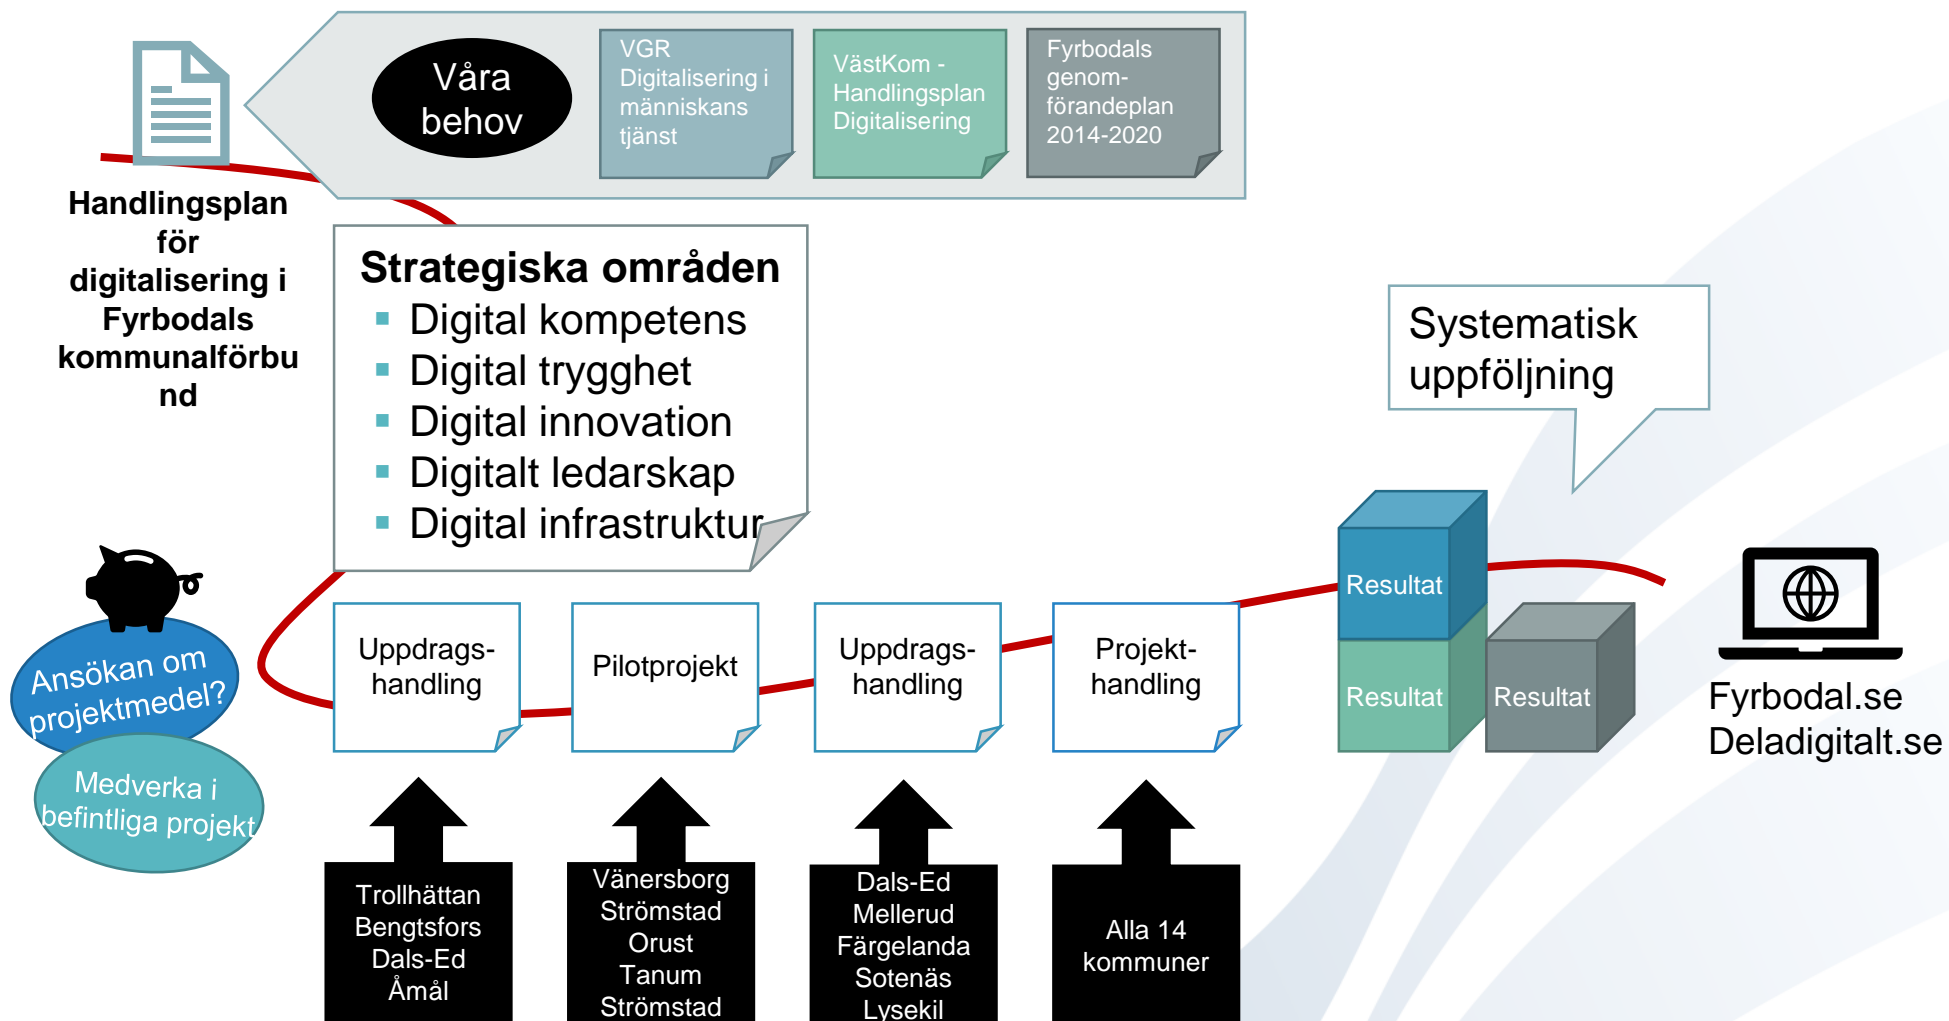 Våra
behov
VGR
Digitalisering i
människans
tjänst
VästKom -
Handlingsplan
Digitalisering
Fyrbodals
genom-
förandeplan
2014-2020
Handlingsplan
för
digitalisering i
Fyrbodals
kommunalförbu
nd
Strategiska områden
Digital kompetens
Digital trygghet
Digital innovation
Digitalt ledarskap
Digital infrastruktur
Systematisk
uppföljning
Ansökan om
projektmedel?
Medverka i
befintliga projekt
Uppdrags-
handling
Pilotprojekt
Uppdrags-
handling
Projekt-
handling
Resultat
Resultat
Resultat
Fyrbodal.se
Deladigitalt.se
Trollhättan
Bengtsfors
Dals-Ed
Åmål
Vänersborg
Strömstad
Orust
Tanum
Strömstad
Dals-Ed
Mellerud
Färgelanda
Sotenäs
Lysekil
Alla 14
kommuner